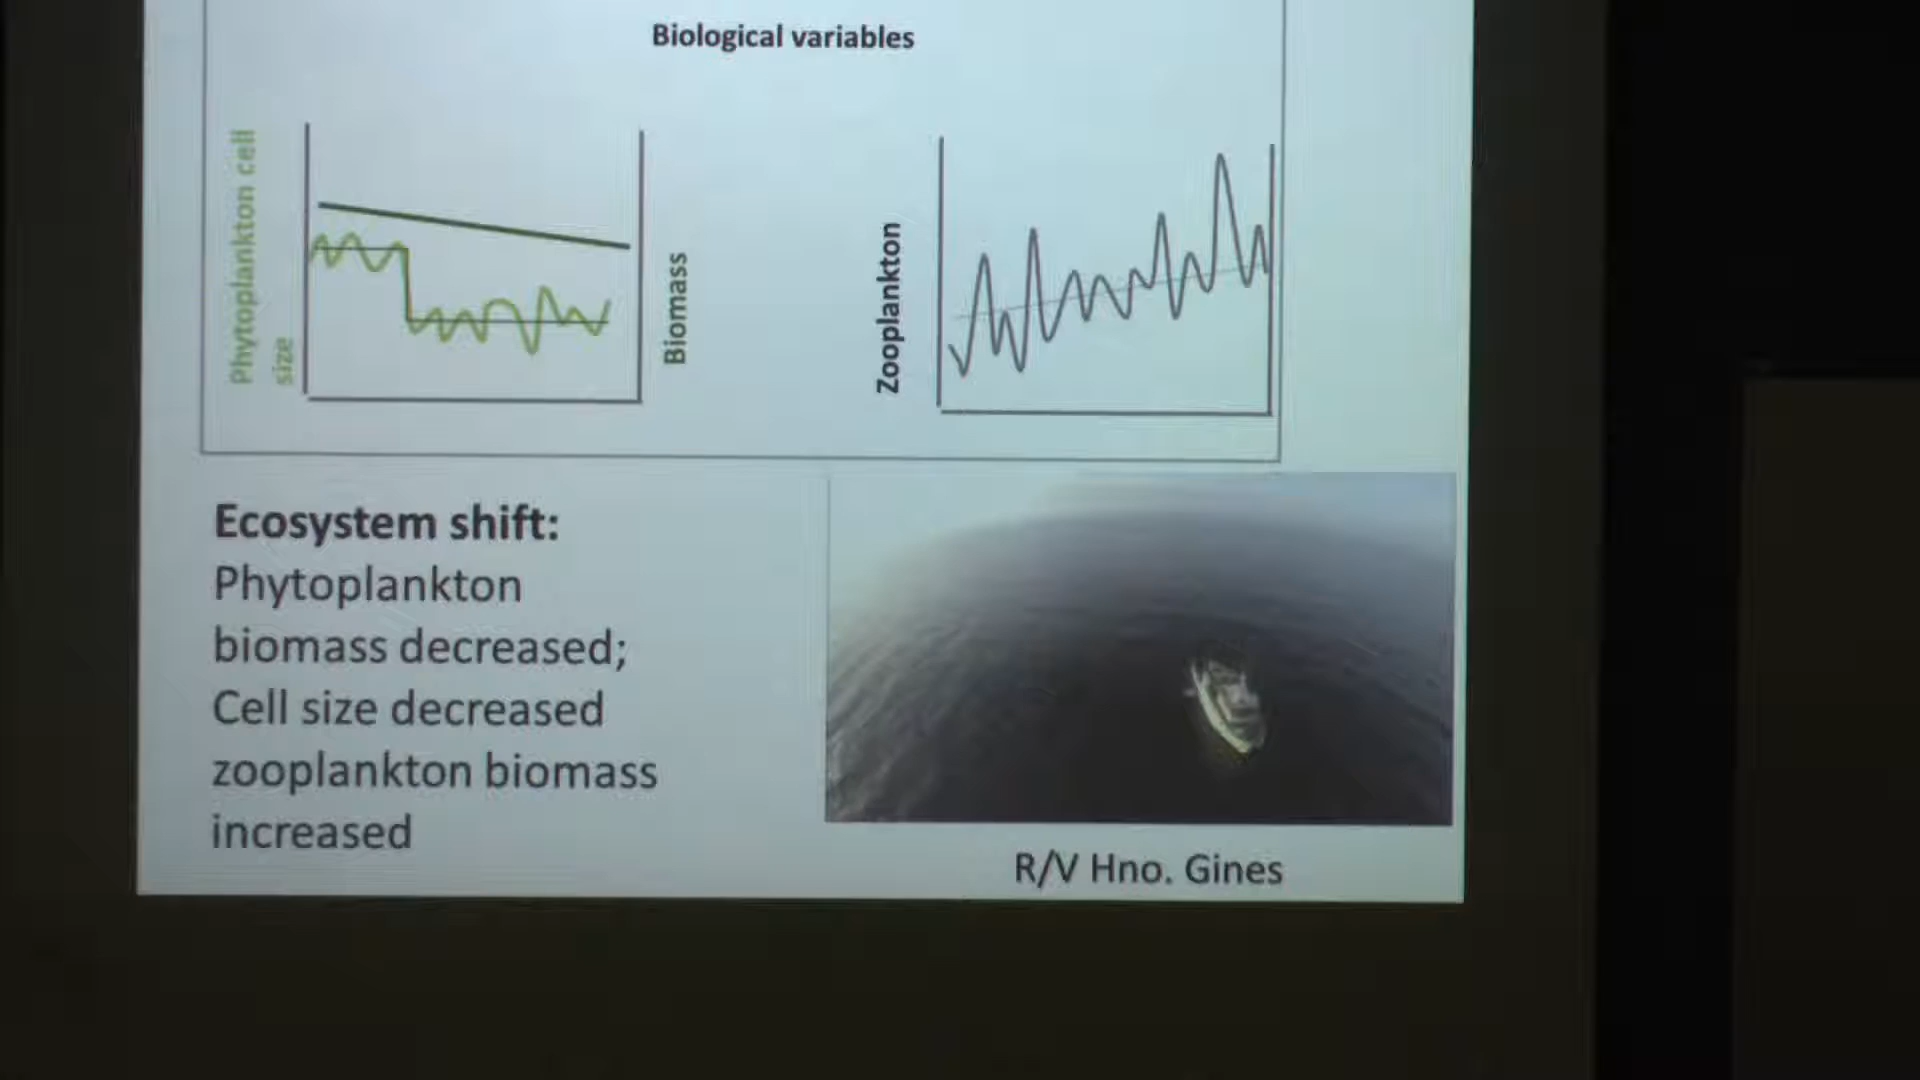 Biological variables
Phytoplankton cell
size
Biomass
Zooplankton
Ecosystem shift:
Phytoplankton
biomass decreased;
Cell size decreased
zooplankton biomass
increased
R/V Hno. Gines